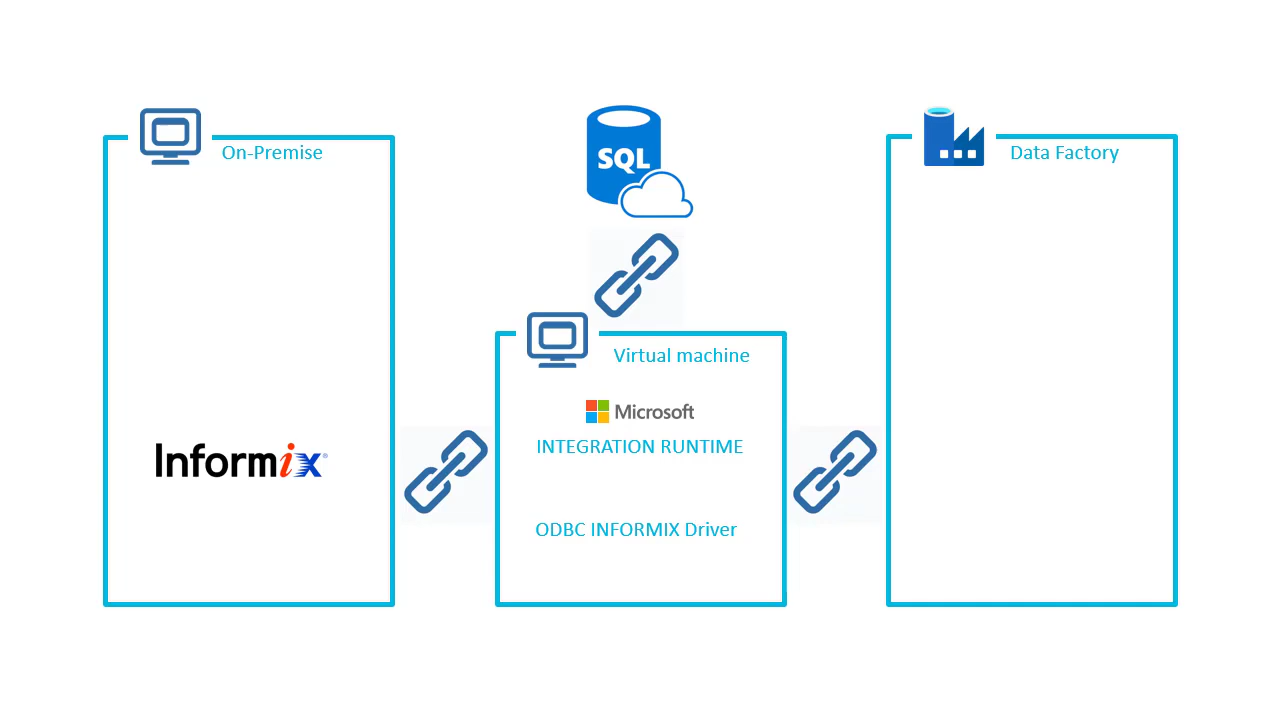 On-Premise
SQL
Data Factory
Virtual machine
Microsoft
INTEGRATION RUNTIME
Informix®
ODBC INFORMIX Driver